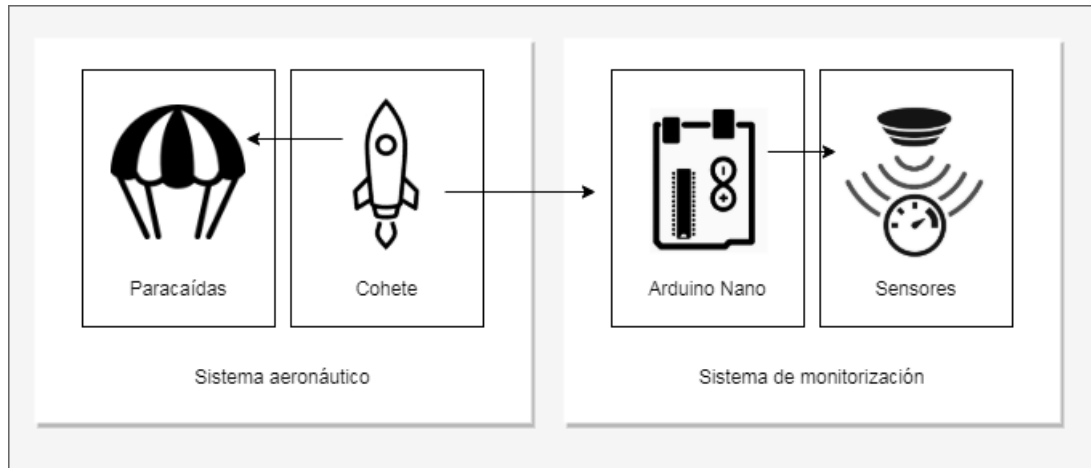 Paracaídas
Cohete
Arduino Nano
Sensores
Sistema aeronáutico
Sistema de monitorización